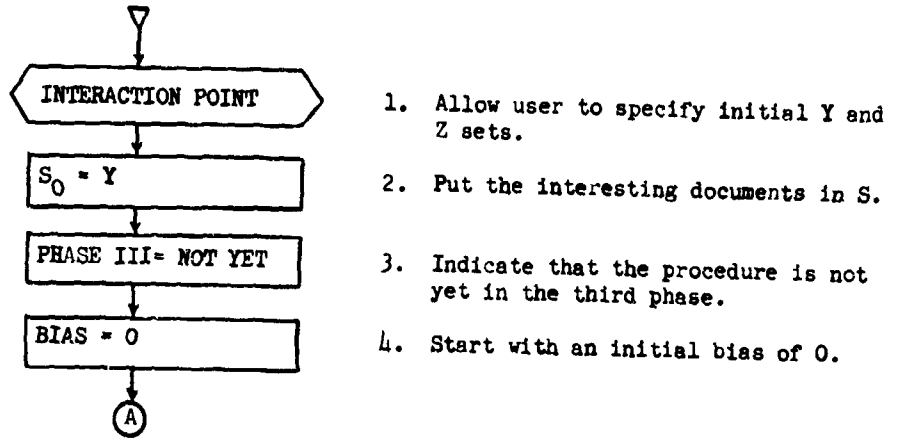 INTERACTION POINT
1. Allow user to specify initial Y and
Z sets.
S0 = Y
2. Put the interesting documents in S.
PHASE III= NOT YET
3. Indicate that the procedure is not
yet in the third phase.
BIAS = 0
4. Start with an initial bias of 0.
A